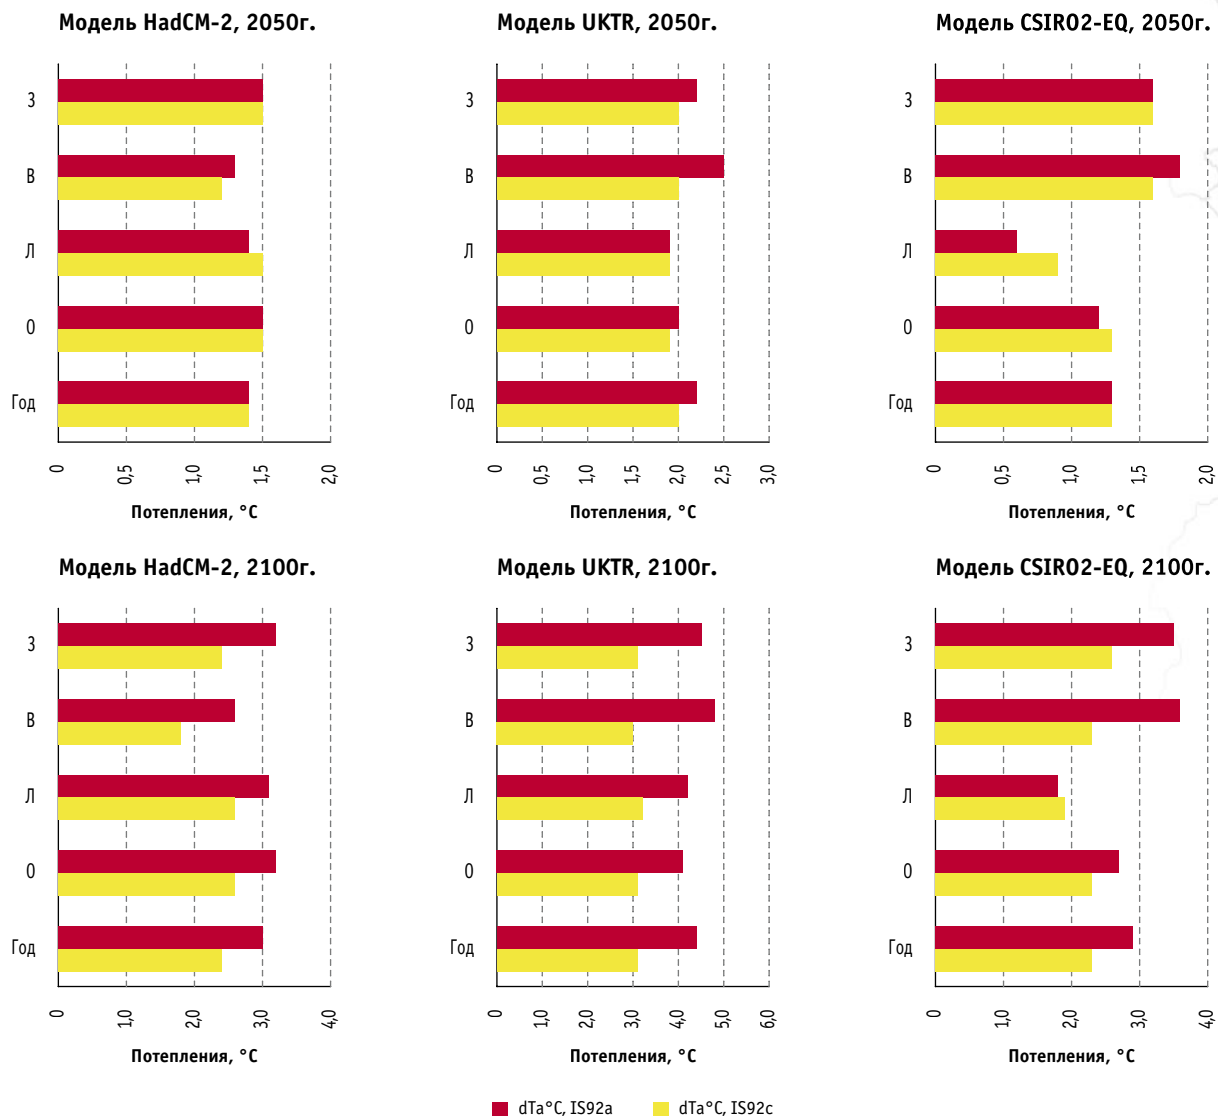 Модель HadCM-2, 2050г.
З
В
Л
О
Год
0 0,5 1,0 1,5 2,0
Потепления, °C
Модель UKTR, 2050г.
З
В
Л
О
Год
0 0,5 1,0 1,5 2,0 2,5 3,0
Потепления, °C
Модель CSIRO2-EQ, 2050г.
З
В
Л
О
Год
0 0,5 1,0 1,5 2,0
Потепления, °C
Модель HadCM-2, 2100г.
З
В
Л
О
Год
0 1,0 2,0 3,0 4,0
Потепления, °C
Модель UKTR, 2100г.
З
В
Л
О
Год
0 1,0 2,0 3,0 4,0 5,0 6,0
Потепления, °C
Модель CSIRO2-EQ, 2100г.
З
В
Л
О
Год
0 1,0 2,0 3,0 4,0
Потепления, °C
dTa°C, IS92a
dTa°C, IS92c